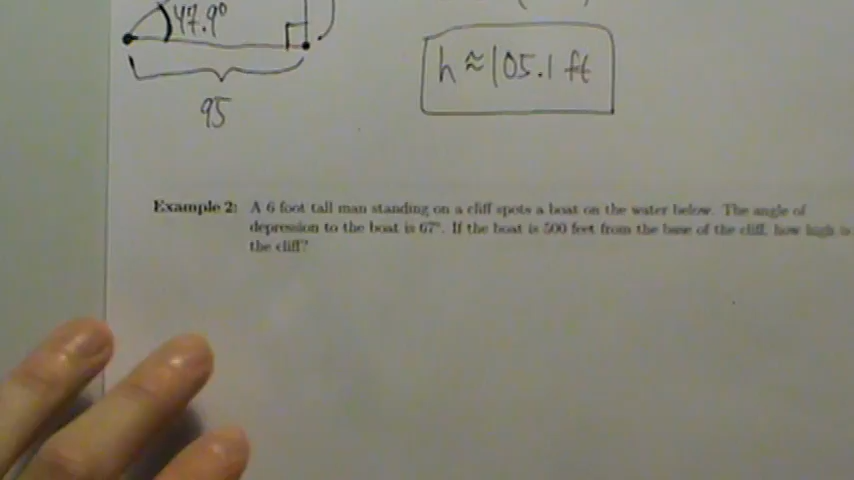 47.9°
h ≈ 105.1 ft
95
Example 2: A 6 foot tall man standing on a cliff spots a boat on the water below. The angle of
depression to the boat is 67°. If the boat is 500 feet from the base of the cliff, how high is
the cliff?